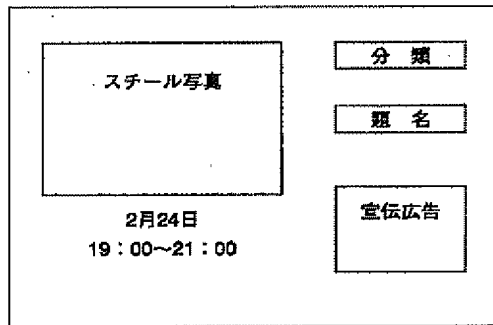 スチール写真
2月24日
19：00〜21：00
分類
題名
宣伝広告